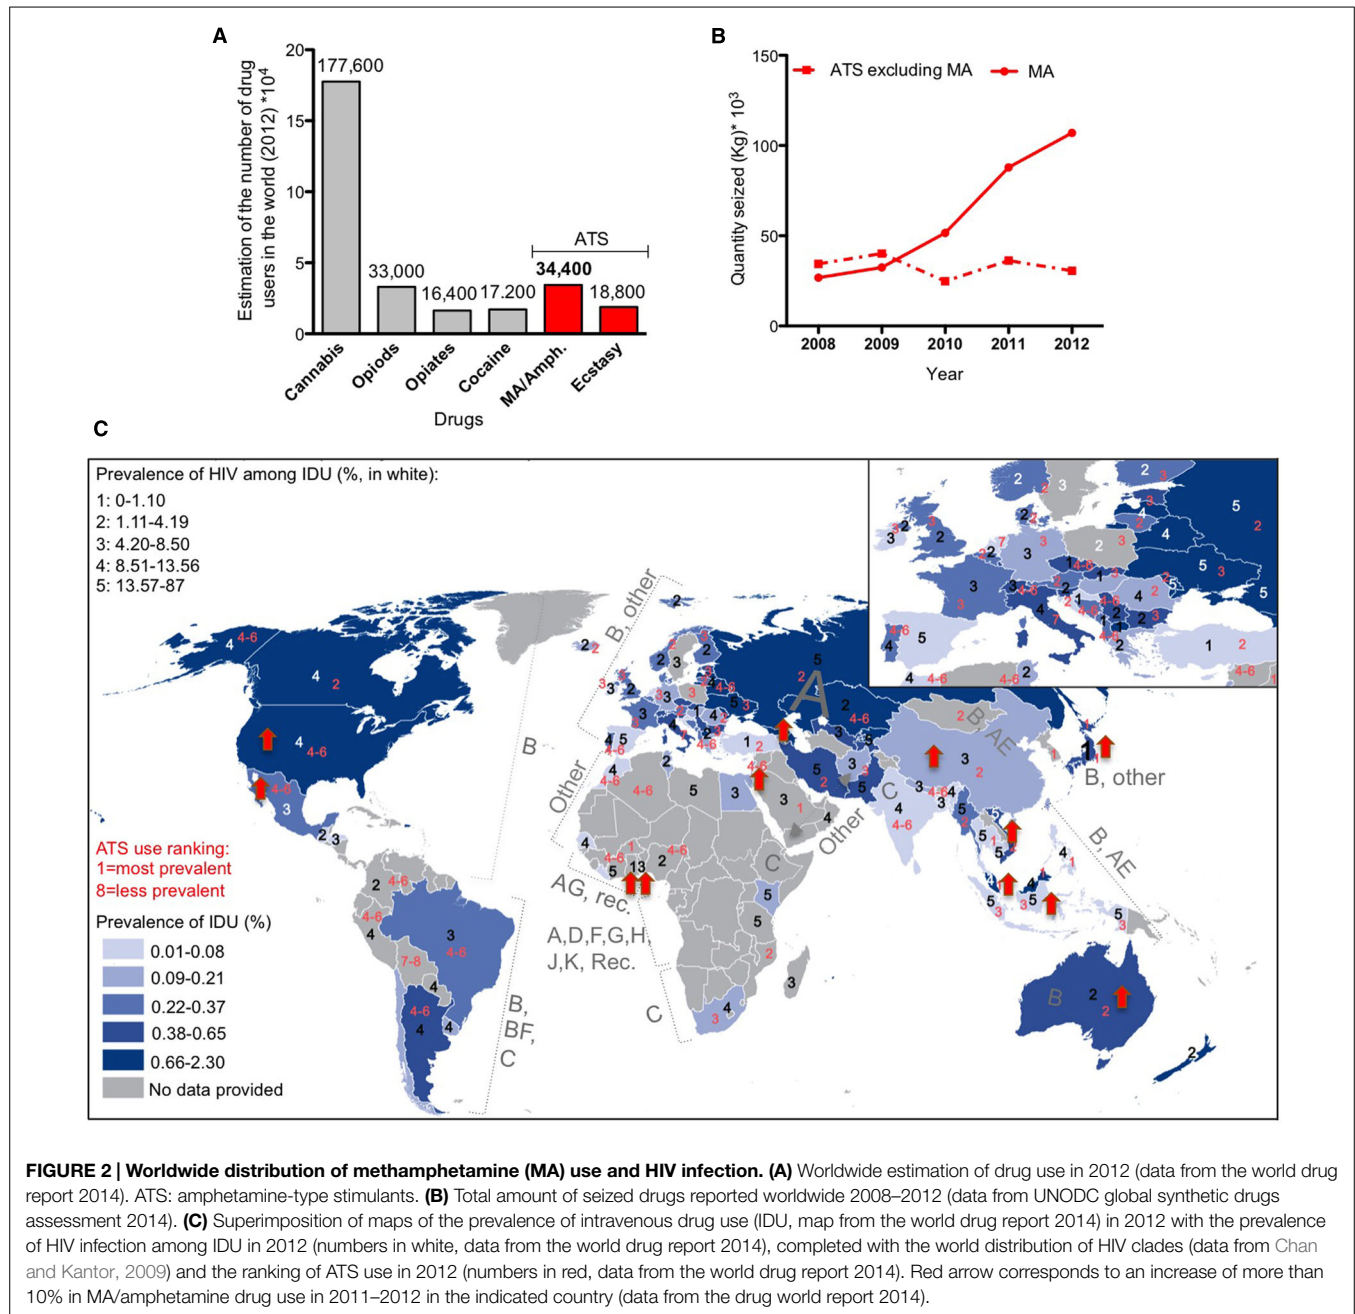 A
Estimation of the number of drug
users in the world (2012) *10⁴
20
15
10
5
0
177,600
33,000
16,400
17.200
34,400
18,800
ATS
Cannabis
Opiods
Opiates
Cocaine
MA/Amph.
Ecstasy
Drugs
B
Quantity seized (Kg)* 10³
150
100
50
0
ATS excluding MA
MA
2008
2009
2010
2011
2012
Year
C
Prevalence of HIV among IDU (%, in white):
1: 0-1.10
2: 1.11-4.19
3: 4.20-8.50
4: 8.51-13.56
5: 13.57-87
B, other
B
Other
AG, rec.
A,D,F,G,H,
J,K, Rec.
C
B,
BF,
C
A
C
Other
C
B, AE
B, other
B, AE
B
ATS use ranking:
1=most prevalent
8=less prevalent
Prevalence of IDU (%)
0.01-0.08
0.09-0.21
0.22-0.37
0.38-0.65
0.66-2.30
No data provided
FIGURE 2 | Worldwide distribution of methamphetamine (MA) use and HIV infection. (A) Worldwide estimation of drug use in 2012 (data from the world drug
report 2014). ATS: amphetamine-type stimulants. (B) Total amount of seized drugs reported worldwide 2008–2012 (data from UNODC global synthetic drugs
assessment 2014). (C) Superimposition of maps of the prevalence of intravenous drug use (IDU, map from the world drug report 2014) in 2012 with the prevalence
of HIV infection among IDU in 2012 (numbers in white, data from the world drug report 2014), completed with the world distribution of HIV clades (data from Chan
and Kantor, 2009) and the ranking of ATS use in 2012 (numbers in red, data from the world drug report 2014). Red arrow corresponds to an increase of more than
10% in MA/amphetamine drug use in 2011–2012 in the indicated country (data from the drug world report 2014).